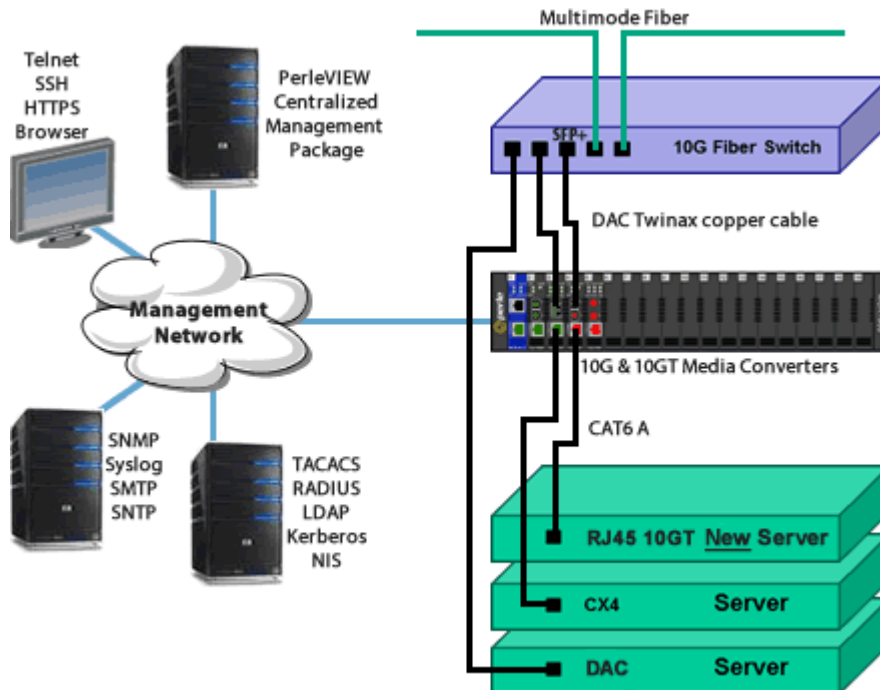 Multimode Fiber
Telnet
SSH
HTTPS
Browser
PerleVIEW
Centralized
Management
Package
SFP+
10G Fiber Switch
DAC Twinax copper cable
Management
Network
perle
10G & 10GT Media Converters
CAT6 A
SNMP
Syslog
SMTP
SNTP
TACACS
RADIUS
LDAP
Kerberos
NIS
RJ45 10GT New Server
CX4 Server
DAC Server